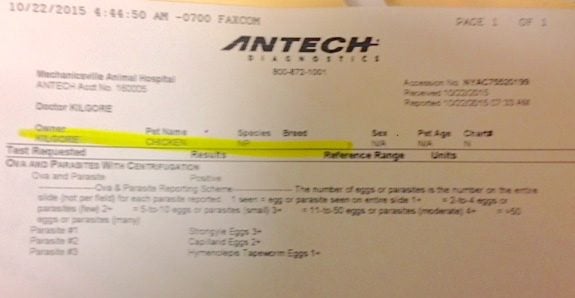 10/22/2015 4:44:50 AM -0700 FAXCOM PAGE 1 OF 1
ANTECH
DIAGNOSTICS
800-872-1001
Mechanicsville Animal Hospital
ANTECH Acct No. 160005
Accession No. NYAC75520199
Received 10/22/2015
Reported 10/22/2015 07:33 AM
Doctor KILGORE
Owner Pet Name Species Breed Sex Pet Age Chart#
KILGORE CHICKEN NP N/A N/A N
Test Requested Results Reference Range Units
OVA AND PARASITES WITH CENTRIFUGATION
Ova and Parasite Positive
Ova & Parasite Reporting Scheme The number of eggs or parasites is the number on the entire
slide (not per field) for each parasite reported. 1 seen = egg or parasite seen on entire slide 1+ = 2-to-4 eggs or
parasites (few) 2+ = 5-to-10 eggs or parasites (small) 3+ = 11-to-50 eggs or parasites (moderate) 4+ = >50
eggs or parasites (many)
Parasite #1 Strongyle Eggs 3+
Parasite #2 Capillarid Eggs 2+
Parasite #3 Hymenolepis Tapeworm Eggs 1+